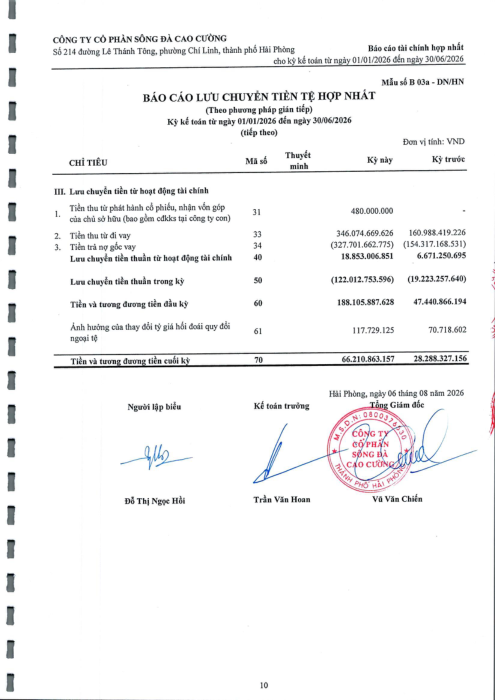 CÔNG TY CỔ PHẦN SÔNG ĐÀ CAO CƯỜNG
Số 214 đường Lê Thánh Tông, phường Chí Linh, thành phố Hải Phòng Báo cáo tài chính hợp nhất
cho kỳ kế toán từ ngày 01/01/2026 đến ngày 30/06/2026
Mẫu số B 03a - DN/HN
BÁO CÁO LƯU CHUYỂN TIỀN TỆ HỢP NHẤT
(Theo phương pháp gián tiếp)
Kỳ kế toán từ ngày 01/01/2026 đến ngày 30/06/2026
(tiếp theo)
Đơn vị tính: VND
CHỈ TIÊU Mã số Thuyết minh Kỳ này Kỳ trước
III. Lưu chuyển tiền từ hoạt động tài chính
1. Tiền thu từ phát hành cổ phiếu, nhận vốn góp
của chủ sở hữu (bao gồm cđkks tại công ty con) 31 480.000.000 -
2. Tiền thu từ đi vay 33 346.074.669.626 160.988.419.226
3. Tiền trả nợ gốc vay 34 (327.701.662.775) (154.317.168.531)
Lưu chuyển tiền thuần từ hoạt động tài chính 40 18.853.006.851 6.671.250.695
Lưu chuyển tiền thuần trong kỳ 50 (122.012.753.596) (19.223.257.640)
Tiền và tương đương tiền đầu kỳ 60 188.105.887.628 47.440.866.194
Ảnh hưởng của thay đổi tỷ giá hối đoái quy đổi
ngoại tệ 61 117.729.125 70.718.602
Tiền và tương đương tiền cuối kỳ 70 66.210.863.157 28.288.327.156
Hải Phòng, ngày 06 tháng 08 năm 2026
Người lập biểu Kế toán trưởng Tổng Giám đốc
M.S.D.N: 0800376530
CÔNG TY
CỔ PHẦN
SÔNG ĐÀ
CAO CƯỜNG
THÀNH PHỐ HẢI PHÒNG
Đỗ Thị Ngọc Hồi Trần Văn Hoan Vũ Văn Chiến
10